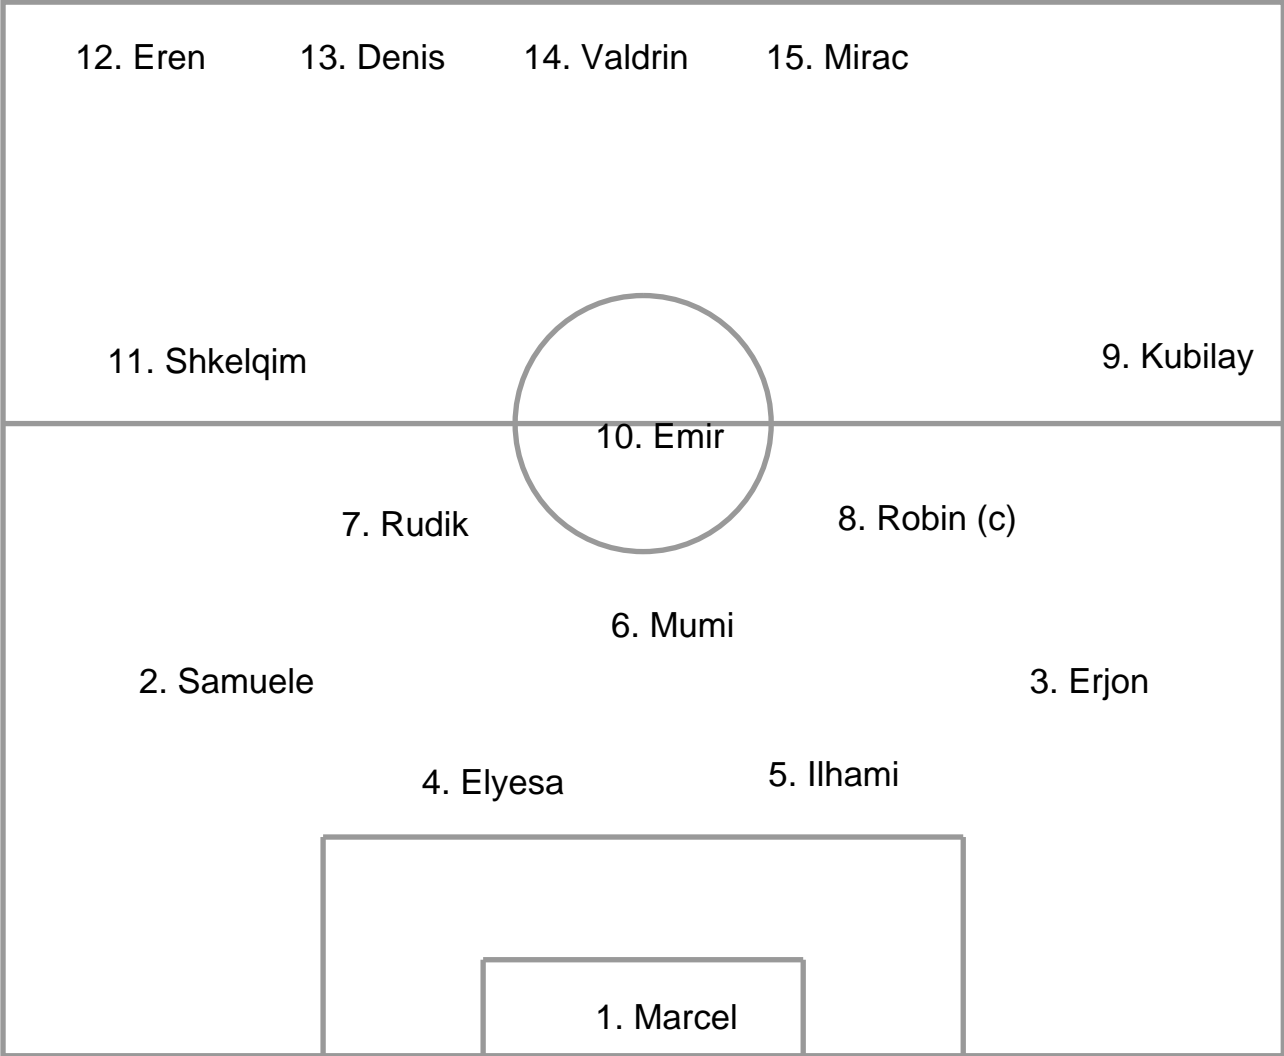 12. Eren
13. Denis
14. Valdrin
15. Mirac
11. Shkelqim
9. Kubilay
10. Emir
7. Rudik
8. Robin (c)
6. Mumi
2. Samuele
3. Erjon
4. Elyesa
5. Ilhami
1. Marcel